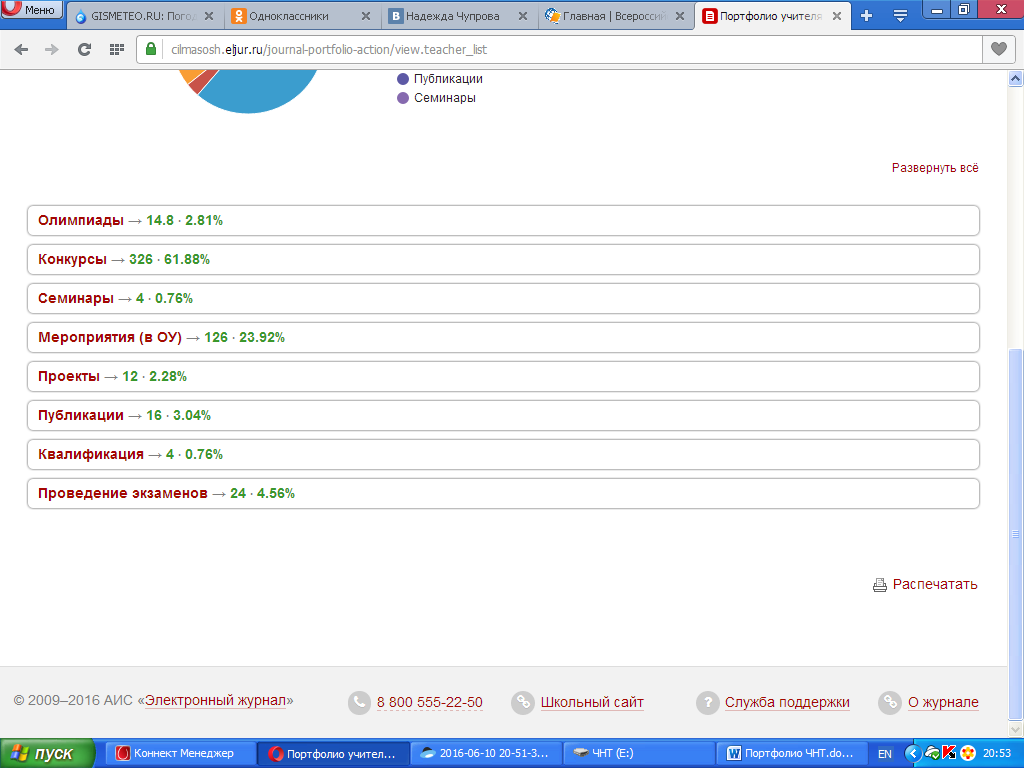 Меню
GISMETEO.RU: Пого
Одноклассники
Надежда Чупрова
Главная | Всероссий
Портфолио учителя
cilmasosh.eljur.ru/journal-portfolio-action/view.teacher_list
Публикации
Семинары
Развернуть всё
Олимпиады → 14.8 · 2.81%
Конкурсы → 326 · 61.88%
Семинары → 4 · 0.76%
Мероприятия (в ОУ) → 126 · 23.92%
Проекты → 12 · 2.28%
Публикации → 16 · 3.04%
Квалификация → 4 · 0.76%
Проведение экзаменов → 24 · 4.56%
Распечатать
© 2009–2016 АИС «Электронный журнал» 8 800 555-22-50 Школьный сайт ? Служба поддержки О журнале
пуск Коннект Менеджер Портфолио учител... 2016-06-10 20-51-3... ЧНТ (E:) Портфолио ЧНТ.do... EN 20:53